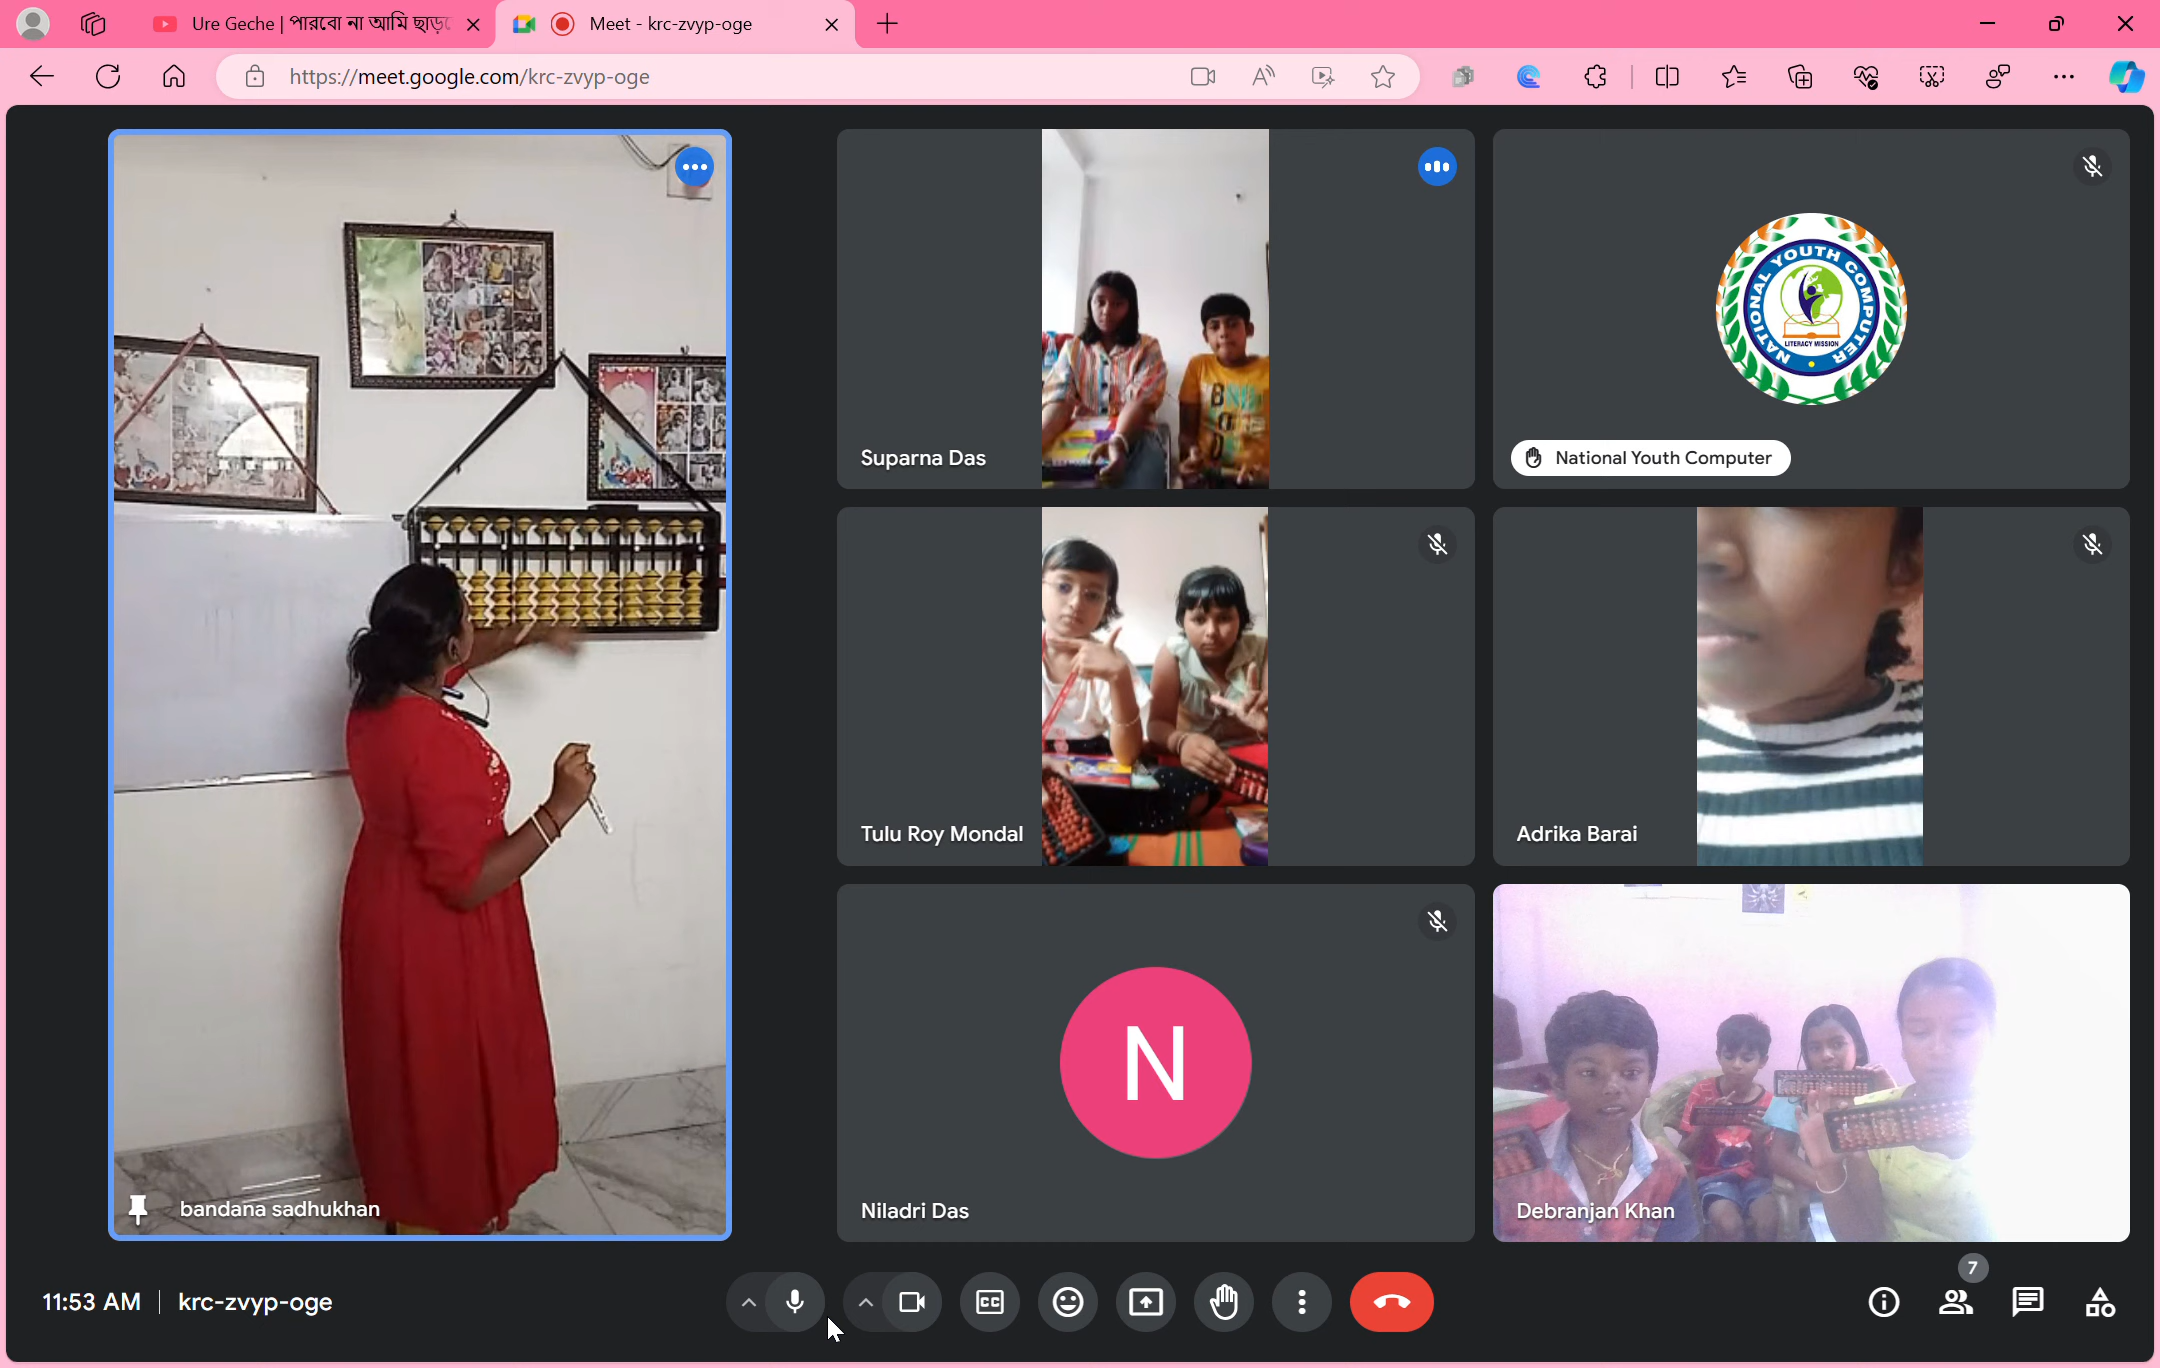 Ure Geche | পারবো না আমি ছাড়
Meet - krc-zvyp-oge
https://meet.google.com/krc-zvyp-oge
Suparna Das
NATIONAL YOUTH COMPUTER
LITERACY MISSION
National Youth Computer
Tulu Roy Mondal
Adrika Barai
N
Niladri Das
Debranjan Khan
bandana sadhukhan
11:53 AM | krc-zvyp-oge
CC
7